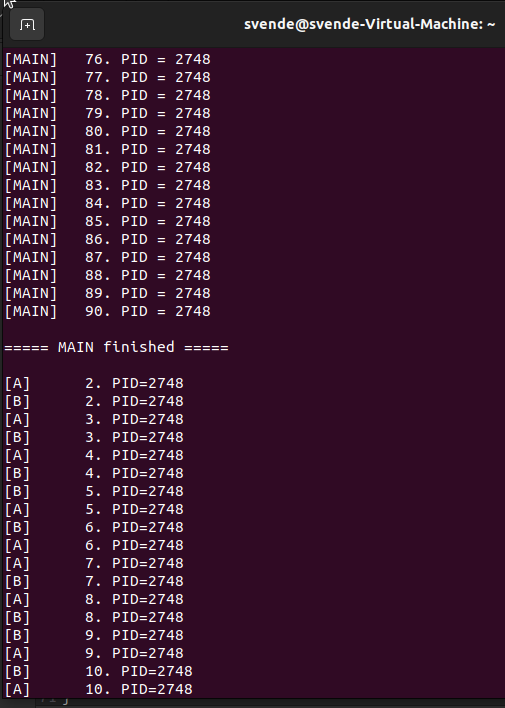 svende@svende-Virtual-Machine: ~
[MAIN]   76. PID = 2748
[MAIN]   77. PID = 2748
[MAIN]   78. PID = 2748
[MAIN]   79. PID = 2748
[MAIN]   80. PID = 2748
[MAIN]   81. PID = 2748
[MAIN]   82. PID = 2748
[MAIN]   83. PID = 2748
[MAIN]   84. PID = 2748
[MAIN]   85. PID = 2748
[MAIN]   86. PID = 2748
[MAIN]   87. PID = 2748
[MAIN]   88. PID = 2748
[MAIN]   89. PID = 2748
[MAIN]   90. PID = 2748
===== MAIN finished =====
[A]      2. PID=2748
[B]      2. PID=2748
[A]      3. PID=2748
[B]      3. PID=2748
[A]      4. PID=2748
[B]      4. PID=2748
[B]      5. PID=2748
[A]      5. PID=2748
[B]      6. PID=2748
[A]      6. PID=2748
[A]      7. PID=2748
[B]      7. PID=2748
[A]      8. PID=2748
[B]      8. PID=2748
[B]      9. PID=2748
[A]      9. PID=2748
[B]      10. PID=2748
[A]      10. PID=2748